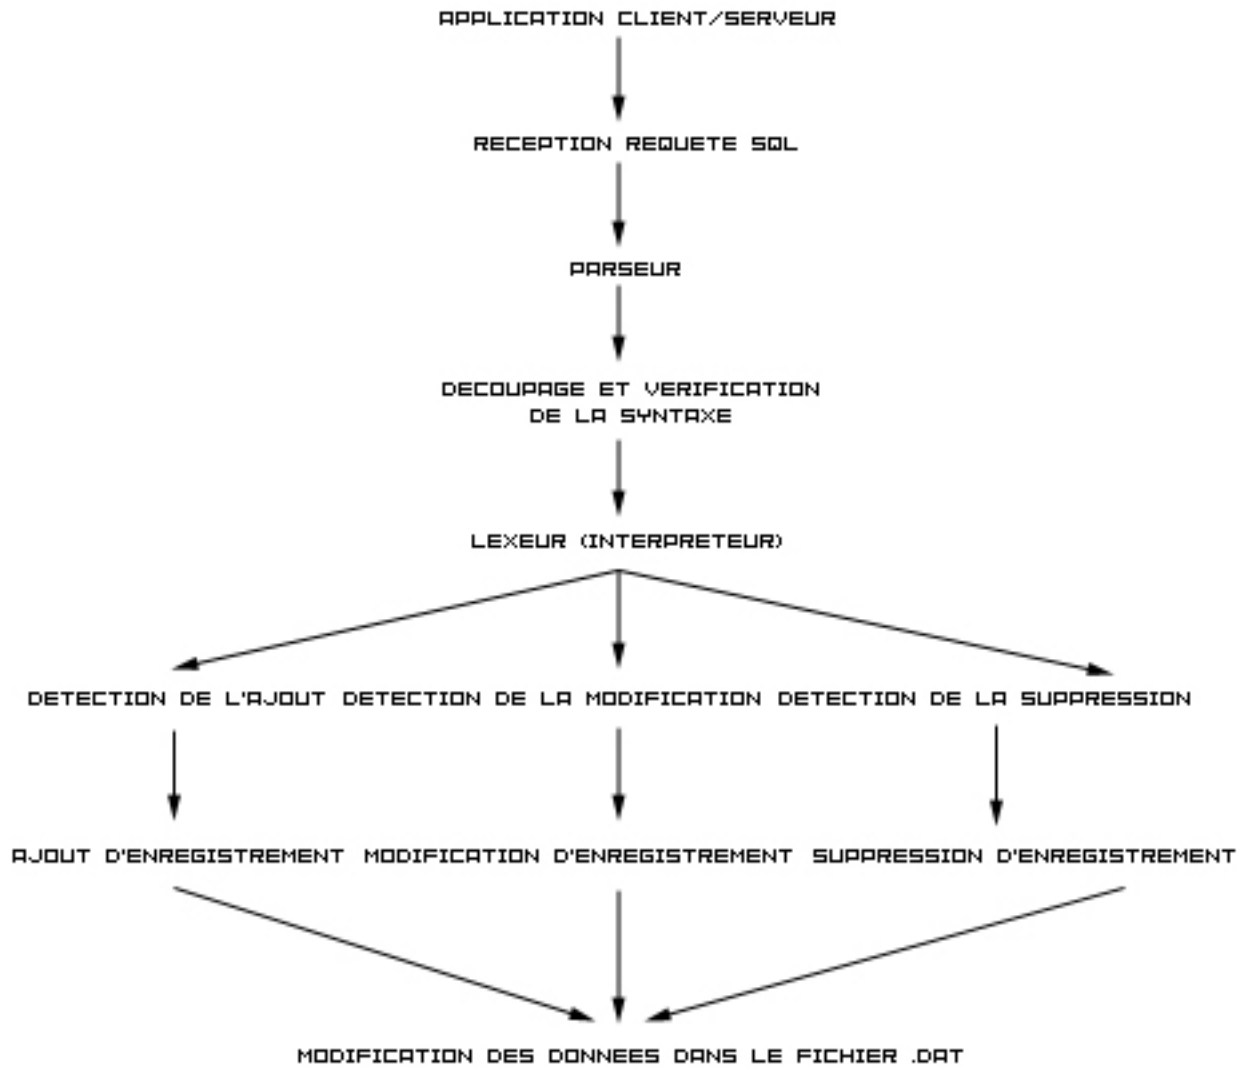 APPLICATION CLIENT/SERVEUR
RECEPTION REQUETE SQL
PARSEUR
DECOUPAGE ET VERIFICATION
DE LA SYNTAXE
LEXEUR (INTERPRETEUR)
DETECTION DE L'AJOUT DETECTION DE LA MODIFICATION DETECTION DE LA SUPPRESSION
AJOUT D'ENREGISTREMENT MODIFICATION D'ENREGISTREMENT SUPPRESSION D'ENREGISTREMENT
MODIFICATION DES DONNEES DANS LE FICHIER .DAT